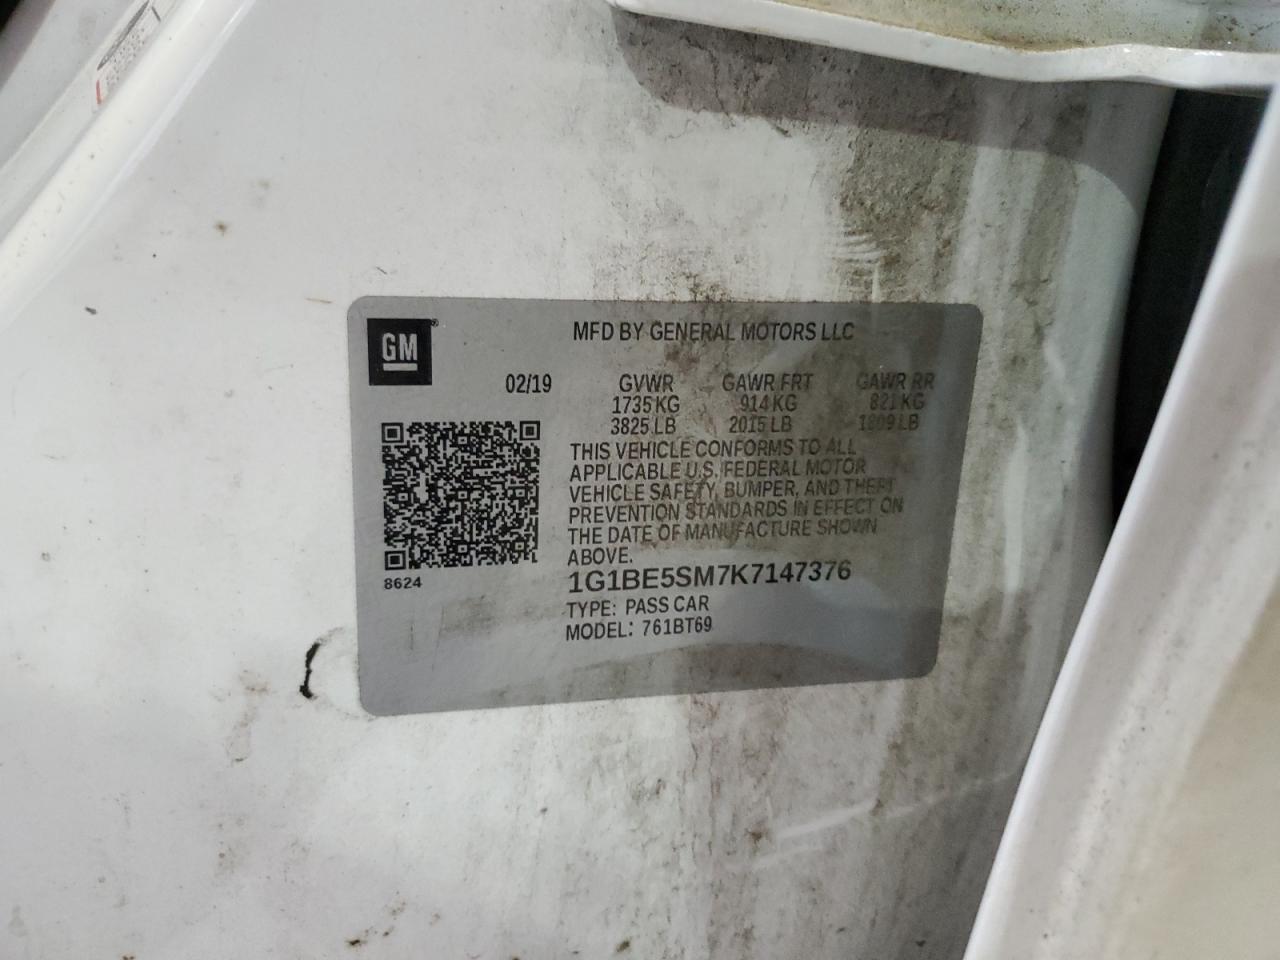 GM
MFD BY GENERAL MOTORS LLC
02/19 GVWR GAWR FRT GAWR RR
1735 KG 914 KG 821 KG
3825 LB 2015 LB 1809 LB
THIS VEHICLE CONFORMS TO ALL
APPLICABLE U.S. FEDERAL MOTOR
VEHICLE SAFETY, BUMPER, AND THEFT
PREVENTION STANDARDS IN EFFECT ON
THE DATE OF MANUFACTURE SHOWN
ABOVE.
8624
1G1BE5SM7K7147376
TYPE: PASS CAR
MODEL: 761BT69